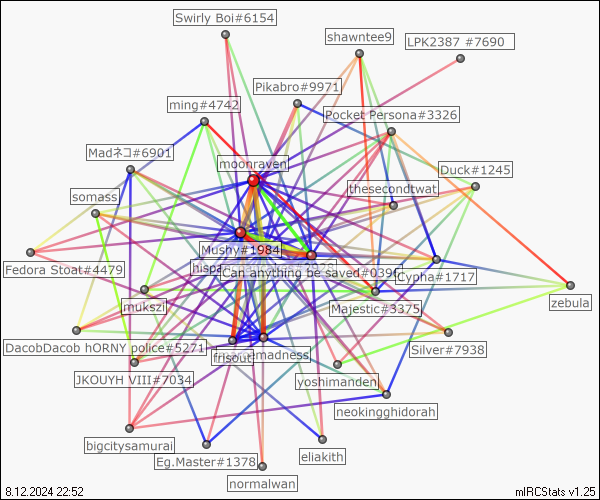 Swirly Boi#6154
shawntee9
LPK2387 #7690
Pikabro#9971
ming#4742
Pocket Persona#3326
Madネコ#6901
moonraven
Duck#1245
somass
thesecondtwat
Mushy#1984
Fedora Stoat#4479
Can anything be saved#0396
Cypha#1717
mukszi
Majestic#3375
zebula
DacobDacob hORNY police#5271
Silver#7938
frisout
madness
JKOUYH VIII#7034
yoshimanden
neokingghidorah
bigcitysamurai
Eg.Master#1378
eliakith
normalwan
8.12.2024 22:52
mIRCStats v1.25